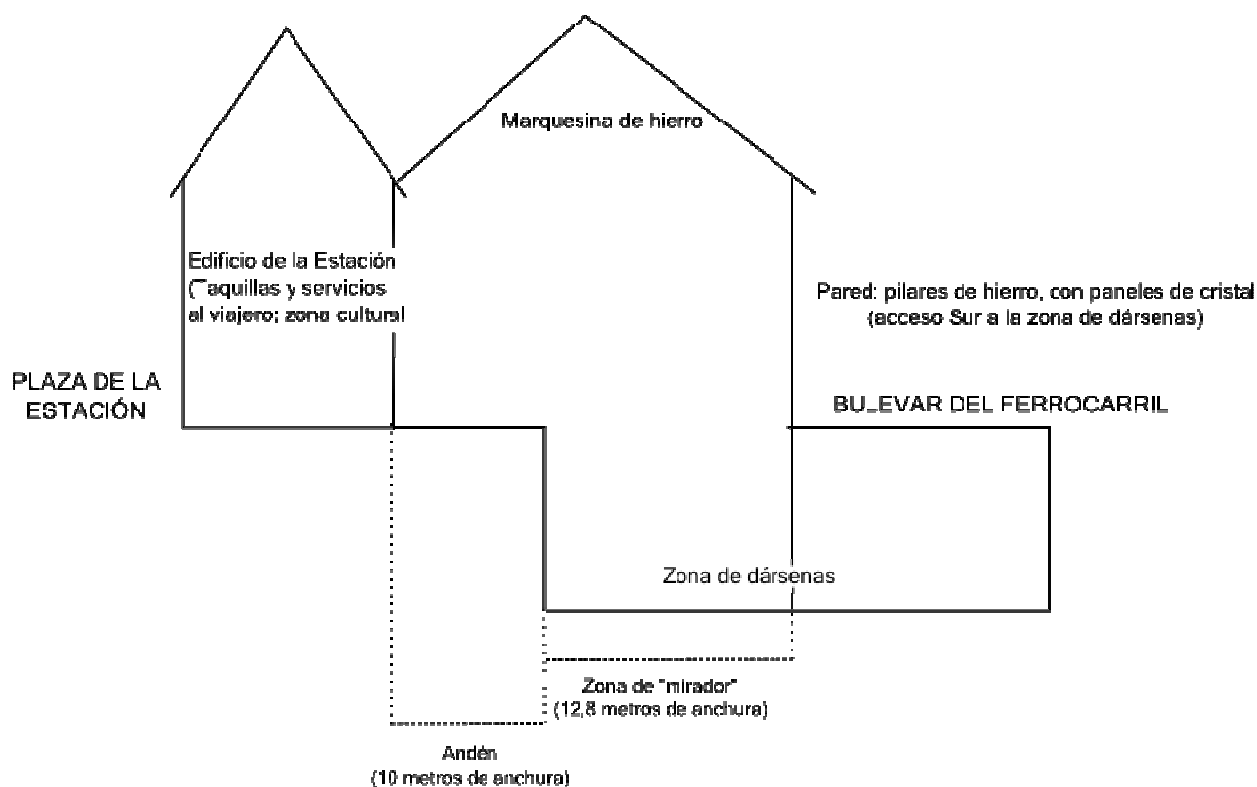 Marquesina de hierro
Edificio de la Estación
(Taquillas y servicios
al viajero; zona cultural
Pared: pilares de hierro, con paneles de cristal
(acceso Sur a la zona de dársenas)
PLAZA DE LA
ESTACIÓN
BULEVAR DEL FERROCARRIL
Zona de dársenas
Zona de "mirador"
(12,8 metros de anchura)
Andén
(10 metros de anchura)